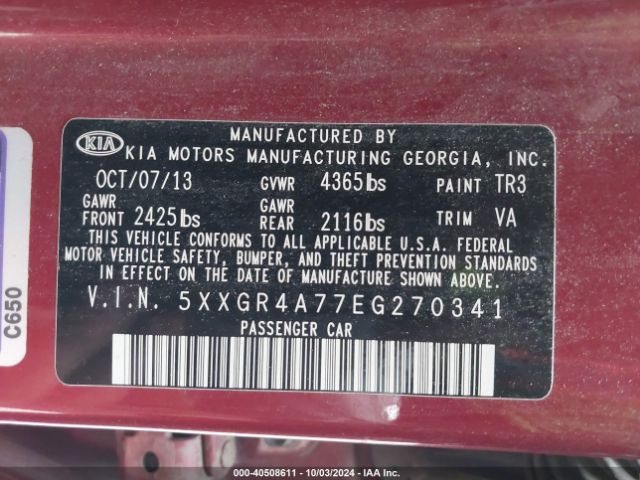 MANUFACTURED BY
KIA KIA MOTORS MANUFACTURING GEORGIA, INC.
OCT/07/13 GVWR 4365lbs PAINT TR3
GAWR FRONT 2425lbs GAWR REAR 2116lbs TRIM VA
THIS VEHICLE CONFORMS TO ALL APPLICABLE U.S.A. FEDERAL
MOTOR VEHICLE SAFETY, BUMPER, AND THEFT PREVENTION STANDARDS
IN EFFECT ON THE DATE OF MANUFACTURE SHOWN ABOVE.
V.I.N. 5XXGR4A77EG270341
PASSENGER CAR
C650
000-40508611 - 10/03/2024 - IAA Inc.